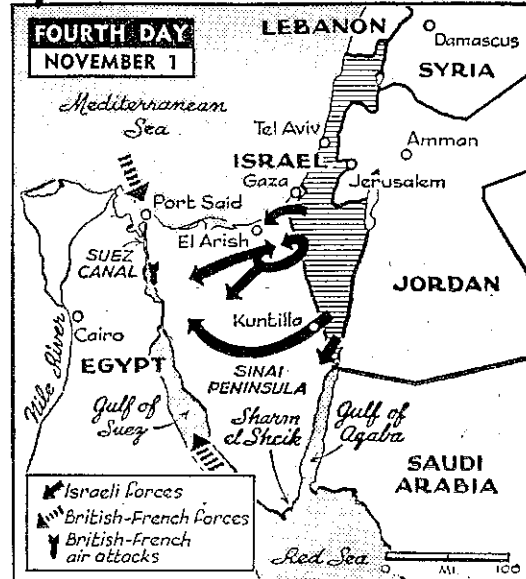 FOURTH DAY
NOVEMBER 1
LEBANON
Damascus
SYRIA
Mediterranean
Sea
Tel Aviv
Amman
ISRAEL
Gaza
Jerusalem
Port Said
El Arish
SUEZ
CANAL
JORDAN
Kuntilla
Cairo
EGYPT
SINAI
PENINSULA
Nile River
Gulf of
Suez
Sharm
el Sheik
Gulf of
Aqaba
SAUDI
ARABIA
Israeli forces
British-French forces
British-French
air attacks
Red Sea
0 MI. 100